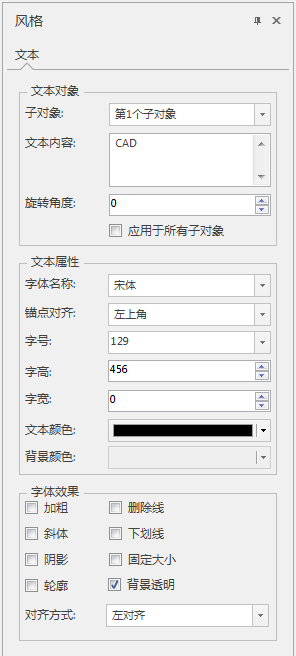 风格
文本
文本对象
子对象: 第1个子对象
文本内容: CAD
旋转角度: 0
应用于所有子对象
文本属性
字体名称: 宋体
锚点对齐: 左上角
字号: 129
字高: 456
字宽: 0
文本颜色:
背景颜色:
字体效果
加粗 删除线
斜体 下划线
阴影 固定大小
轮廓 背景透明
对齐方式: 左对齐